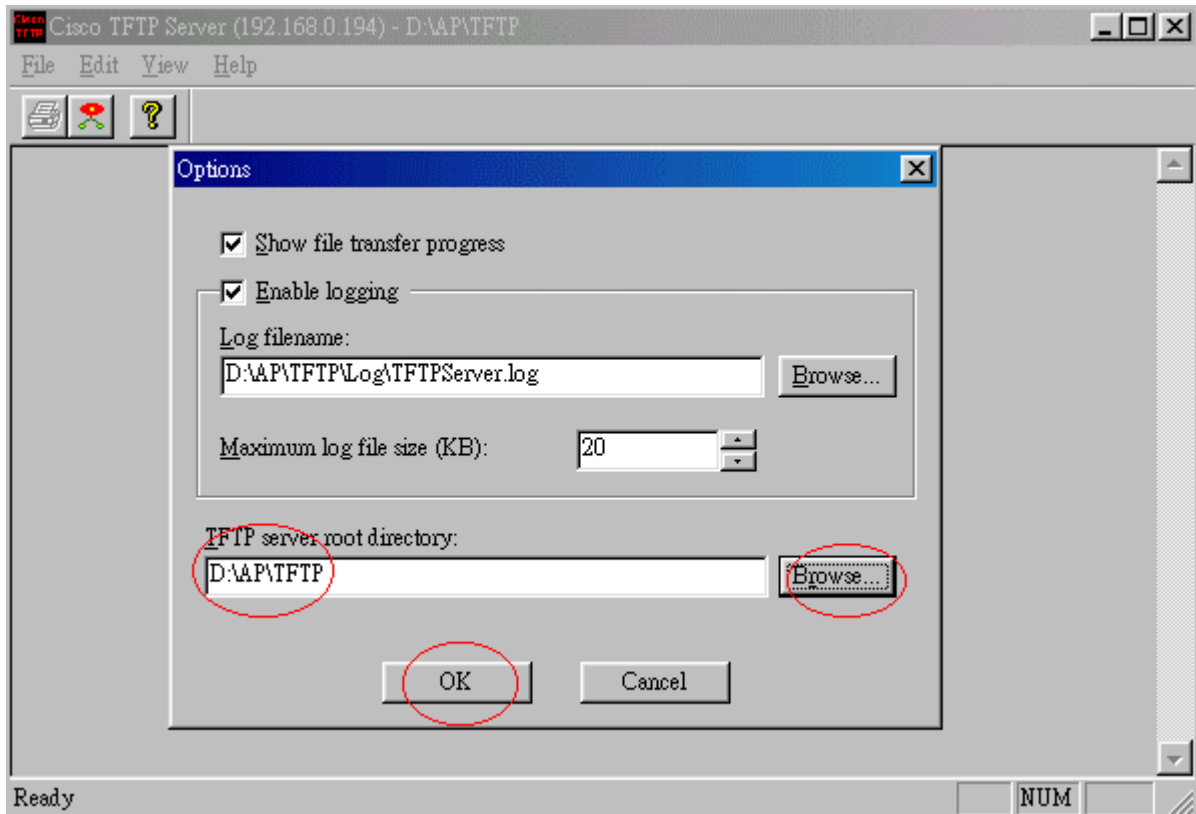 Cisco TFTP
Cisco TFTP Server (192.168.0.194) - D:\AP\TFTP
File Edit View Help
?
Options
Show file transfer progress
Enable logging
Log filename:
D:\AP\TFTP\Log\TFTPServer.log
Browse...
Maximum log file size (KB):
20
TFTP server root directory:
D:\AP\TFTP
Browse...
OK
Cancel
Ready
NUM